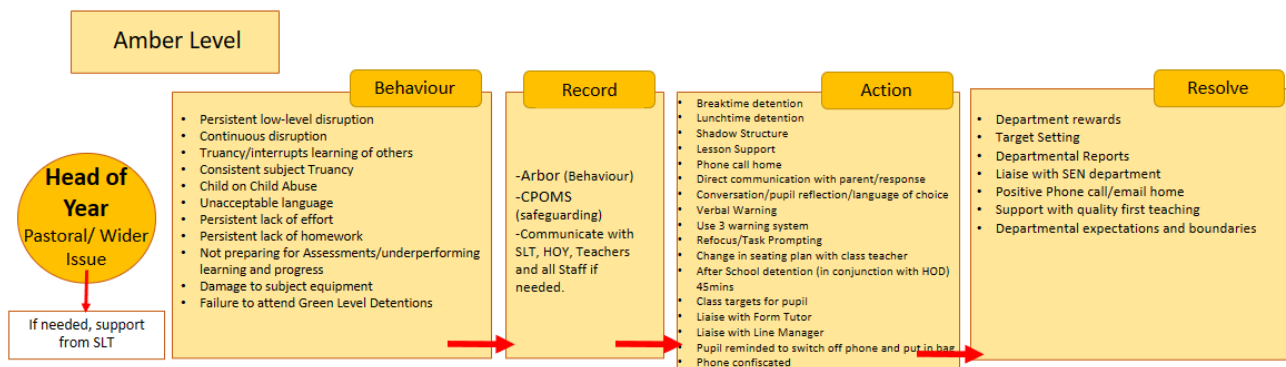 Amber Level
Head of
Year
Pastoral/ Wider
Issue
If needed, support
from SLT
Behaviour
• Persistent low-level disruption
• Continuous disruption
• Truancy/interrupts learning of others
• Consistent subject Truancy
• Child on Child Abuse
• Unacceptable language
• Persistent lack of effort
• Persistent lack of homework
• Not preparing for Assessments/underperforming
learning and progress
• Damage to subject equipment
• Failure to attend Green Level Detentions
Record
-Arbor (Behaviour)
-CPOMS
(safeguarding)
-Communicate with
SLT, HOY, Teachers
and all Staff if
needed.
Action
• Breaktime detention
• Lunchtime detention
• Shadow Structure
• Lesson Support
• Phone call home
• Direct communication with parent/response
• Conversation/pupil reflection/language of choice
• Verbal Warning
• Use 3 warning system
• Refocus/Task Prompting
• Change in seating plan with class teacher
• After School detention (in conjunction with HOD)
45mins
• Class targets for pupil
• Liaise with Form Tutor
• Liaise with Line Manager
• Pupil reminded to switch off phone and put in bag
• Phone confiscated
Resolve
• Department rewards
• Target Setting
• Departmental Reports
• Liaise with SEN department
• Positive Phone call/email home
• Support with quality first teaching
• Departmental expectations and boundaries